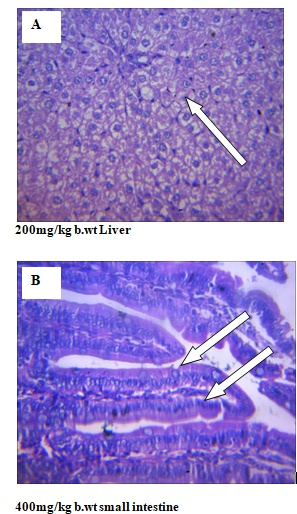 A
200mg/kg b.wt Liver
B
400mg/kg b.wt small intestine